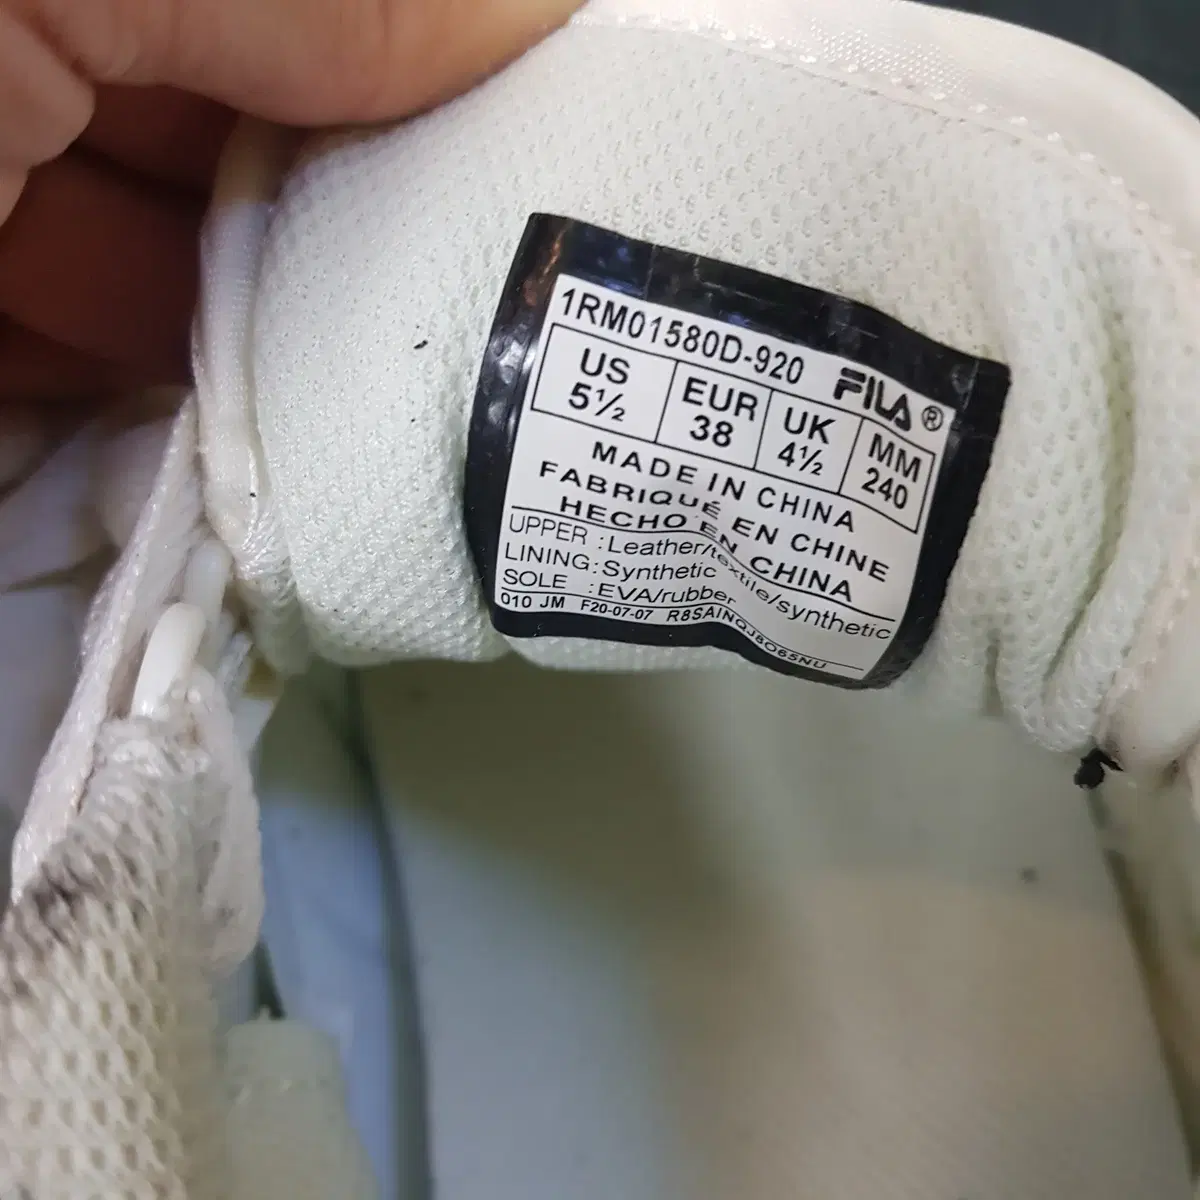 1RM01580D-920 FILA®
US EUR UK MM
5½ 38 4½ 240
MADE IN CHINA
FABRIQUÉ EN CHINE
HECHO EN CHINA
UPPER :Leather/textile/synthetic
LINING:Synthetic
SOLE :EVA/rubber
010 JM F20-07-07